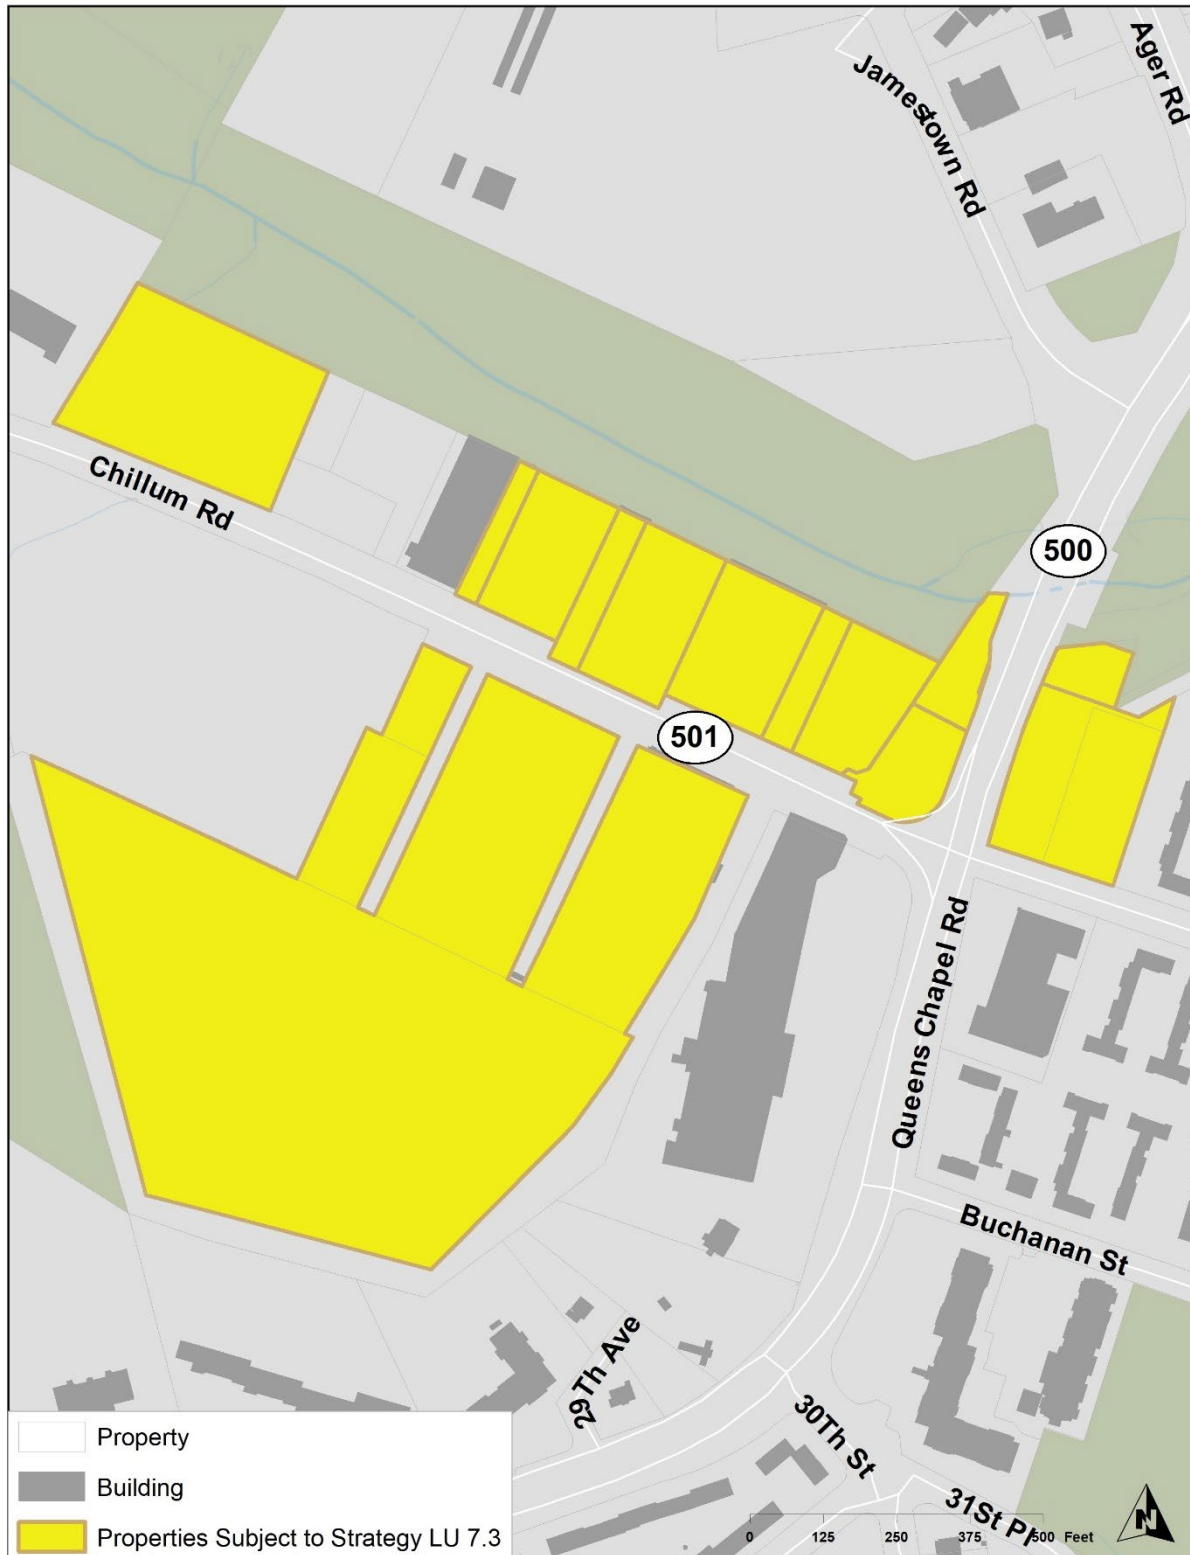 Ager Rd
Jamestown Rd
Chillum Rd
500
501
Queens Chapel Rd
Buchanan St
29Th Ave
30Th St
31St Pl
Property
Building
Properties Subject to Strategy LU 7.3
0 125 250 375 500 Feet
N